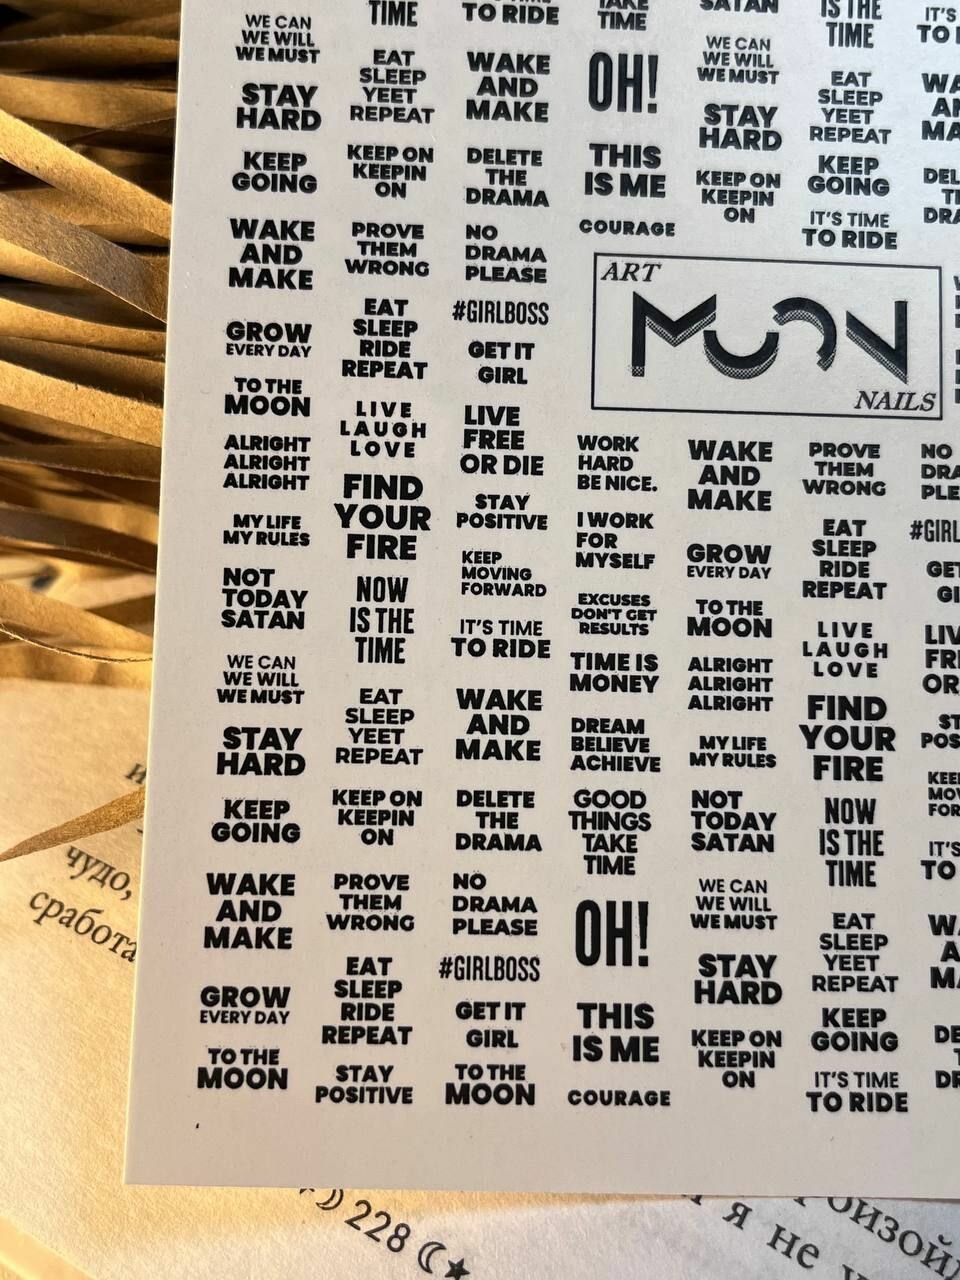 WE CAN
WE WILL
WE MUST
STAY
HARD
KEEP
GOING
WAKE
AND
MAKE
GROW
EVERY DAY
TO THE
MOON
ALRIGHT
ALRIGHT
ALRIGHT
MY LIFE
MY RULES
NOT
TODAY
SATAN
WE CAN
WE WILL
WE MUST
STAY
HARD
KEEP
GOING
WAKE
AND
MAKE
GROW
EVERY DAY
TO THE
MOON
TIME
EAT
SLEEP
YEET
REPEAT
KEEP ON
KEEPIN
ON
PROVE
THEM
WRONG
EAT
SLEEP
RIDE
REPEAT
LIVE
LAUGH
LOVE
FIND
YOUR
FIRE
NOW
IS THE
TIME
EAT
SLEEP
YEET
REPEAT
KEEP ON
KEEPIN
ON
PROVE
THEM
WRONG
EAT
SLEEP
RIDE
REPEAT
STAY
POSITIVE
TO RIDE
WAKE
AND
MAKE
DELETE
THE
DRAMA
NO
DRAMA
PLEASE
#GIRLBOSS
GET IT
GIRL
LIVE
FREE
OR DIE
STAY
POSITIVE
KEEP
MOVING
FORWARD
IT'S TIME
TO RIDE
WAKE
AND
MAKE
DELETE
THE
DRAMA
NO
DRAMA
PLEASE
#GIRLBOSS
GET IT
GIRL
TO THE
MOON
TAKE
TIME
OH!
THIS
IS ME
COURAGE
ART
MOON
NAILS
WORK
HARD
BE NICE.
I WORK
FOR
MYSELF
EXCUSES
DON'T GET
RESULTS
TIME IS
MONEY
DREAM
BELIEVE
ACHIEVE
GOOD
THINGS
TAKE
TIME
OH!
THIS
IS ME
COURAGE
SATAN
WE CAN
WE WILL
WE MUST
STAY
HARD
KEEP ON
KEEPIN
ON
WAKE
AND
MAKE
GROW
EVERY DAY
TO THE
MOON
ALRIGHT
ALRIGHT
ALRIGHT
MY LIFE
MY RULES
NOT
TODAY
SATAN
WE CAN
WE WILL
WE MUST
STAY
HARD
KEEP ON
KEEPIN
ON
IS THE
TIME
EAT
SLEEP
YEET
REPEAT
KEEP
GOING
IT'S TIME
TO RIDE
PROVE
THEM
WRONG
EAT
SLEEP
RIDE
REPEAT
LIVE
LAUGH
LOVE
FIND
YOUR
FIRE
NOW
IS THE
TIME
EAT
SLEEP
YEET
REPEAT
KEEP
GOING
IT'S TIME
TO RIDE
IT'S
TO
NO
IT'S
TO
чудо,
228
я не